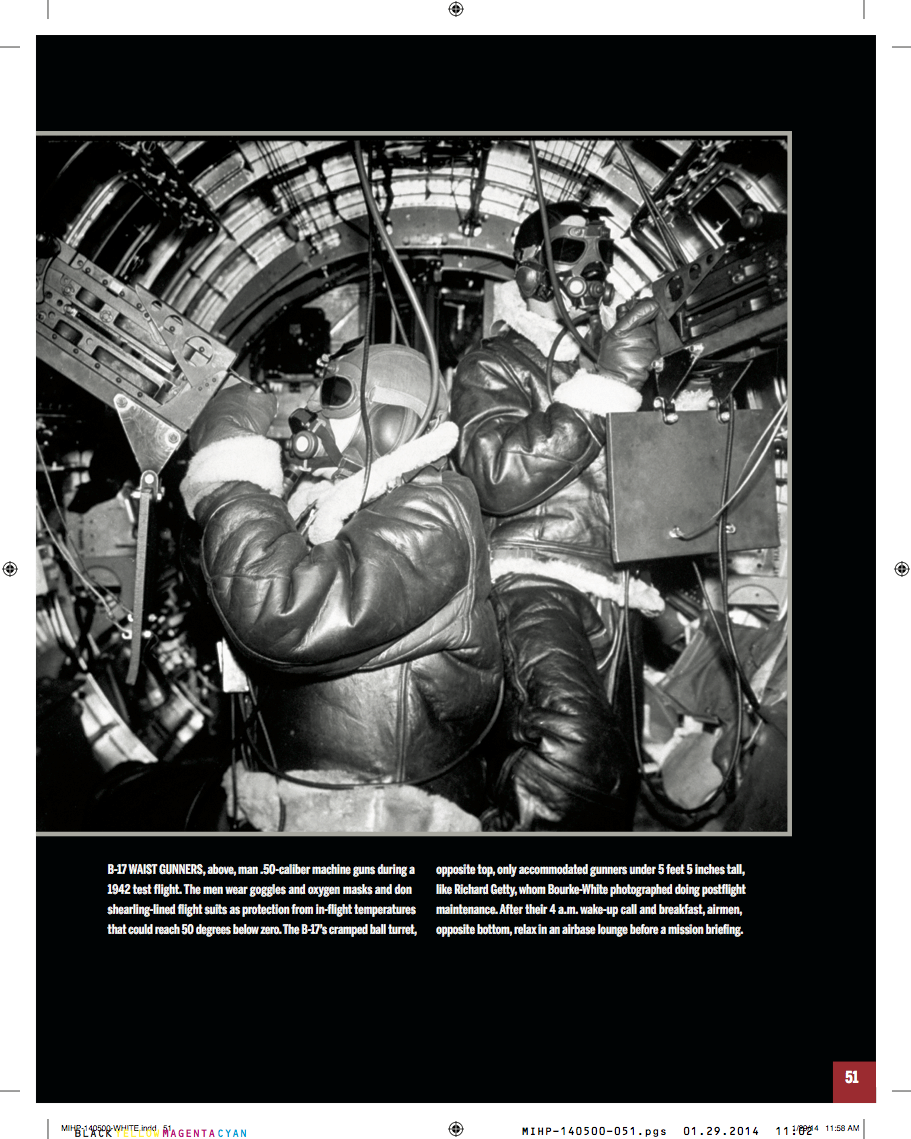 B-17 WAIST GUNNERS, above, man .50-caliber machine guns during a
1942 test flight. The men wear goggles and oxygen masks and don
shearling-lined flight suits as protection from in-flight temperatures
that could reach 50 degrees below zero. The B-17's cramped ball turret,
opposite top, only accommodated gunners under 5 feet 5 inches tall,
like Richard Getty, whom Bourke-White photographed doing postflight
maintenance. After their 4 a.m. wake-up call and breakfast, airmen,
opposite bottom, relax in an airbase lounge before a mission briefing.
51
MIHP-140500-WHITE.indd 51
11:58 AM
BLACK YELLOW MAGENTA CYAN
MIHP-140500-051.pgs 01.29.2014 11:02